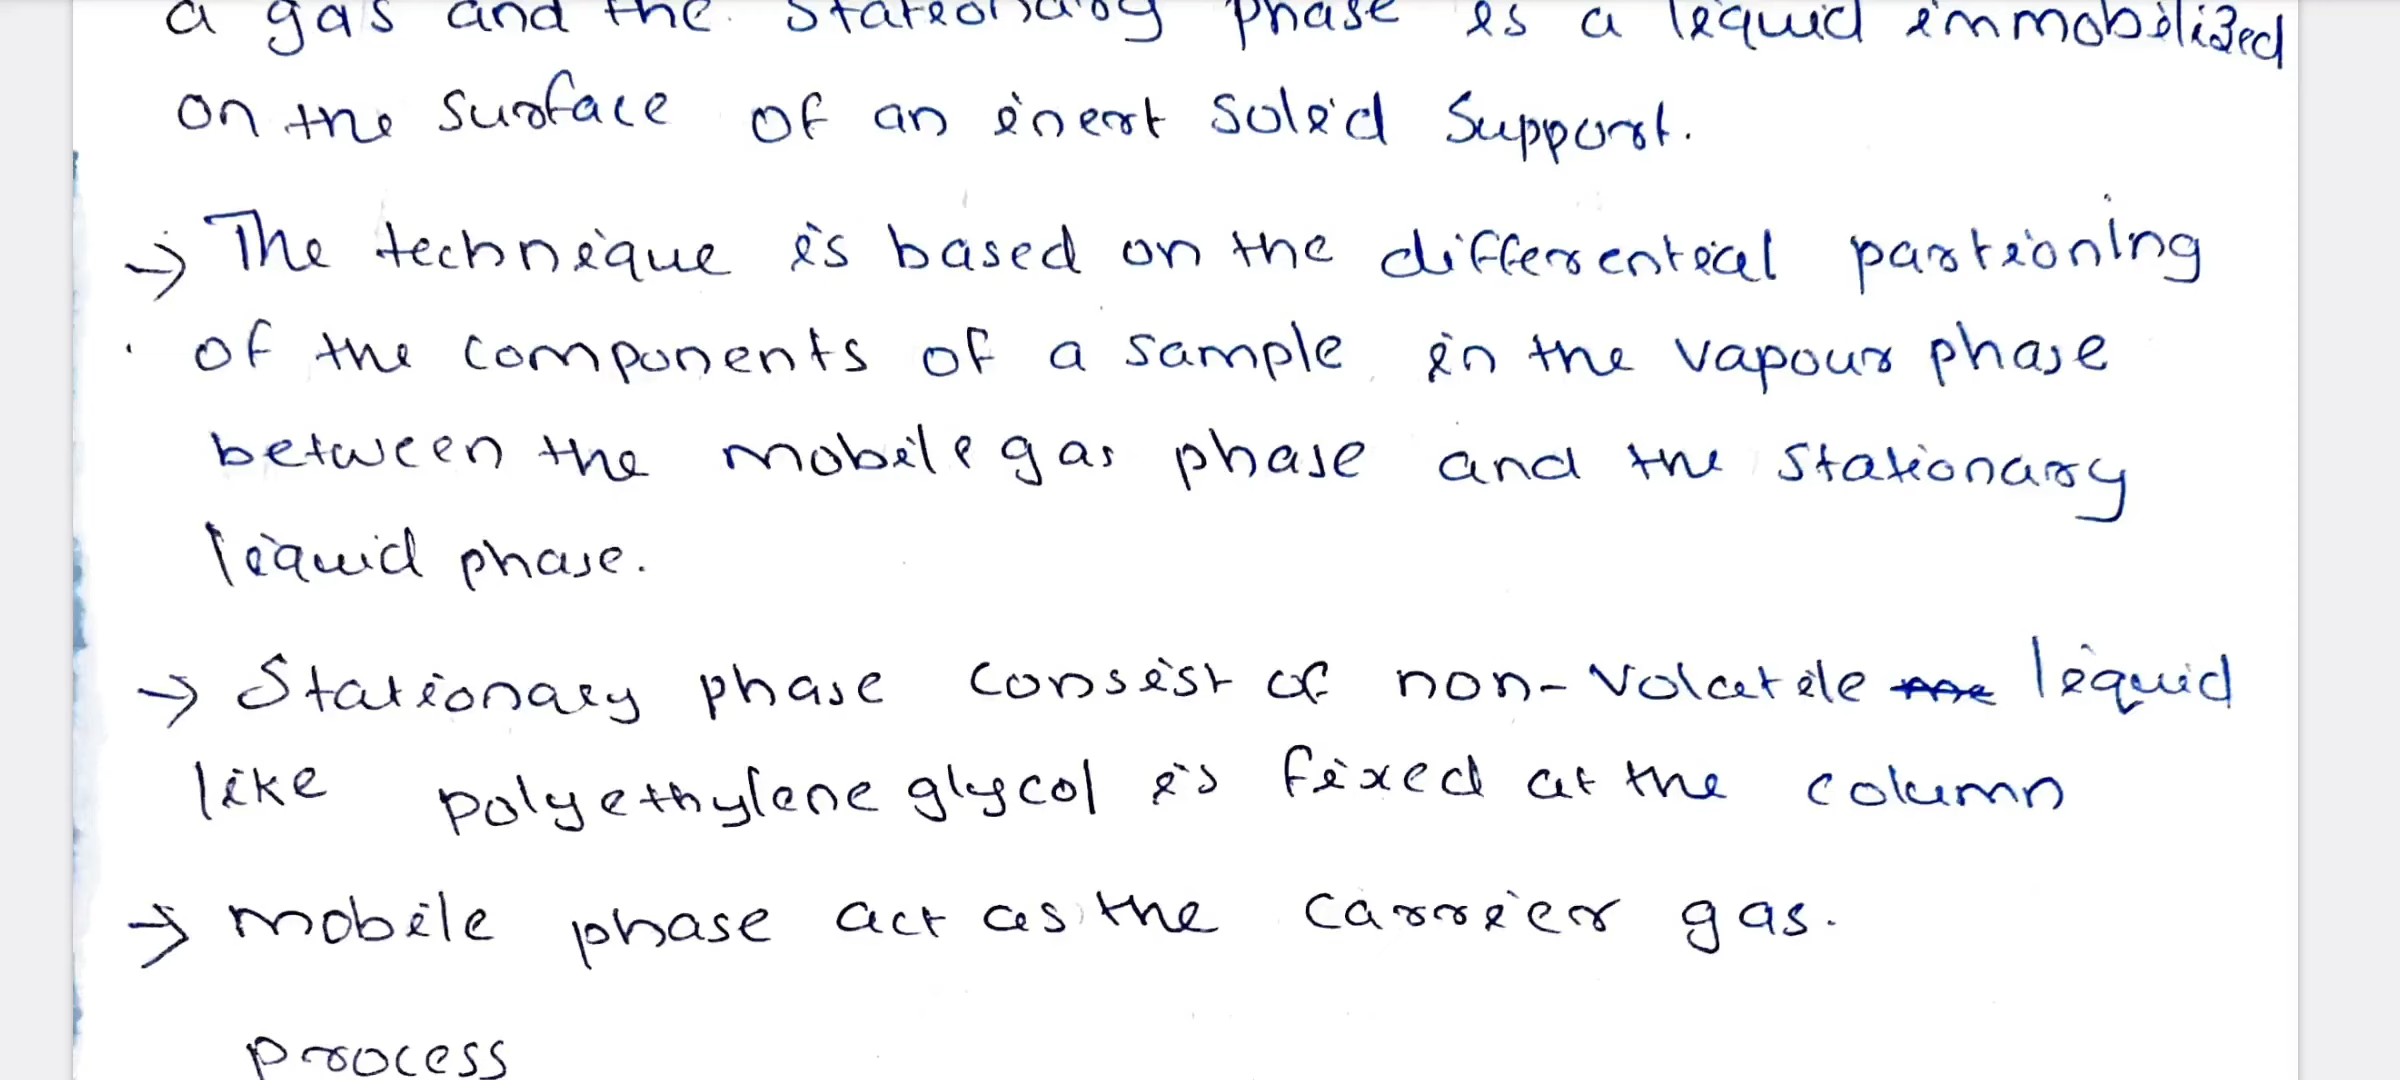 a gas and the stationary phase is a liquid immobilized
on the surface of an inert solid support.
→ The technique is based on the differential partioning
of the components of a sample in the vapour phase
between the mobile gas phase and the stationary
liquid phase.
→ Stationary phase consist of non-volatile liquid
like polyethylene glycol is fixed at the column
→ mobile phase act as the carrier gas.
process